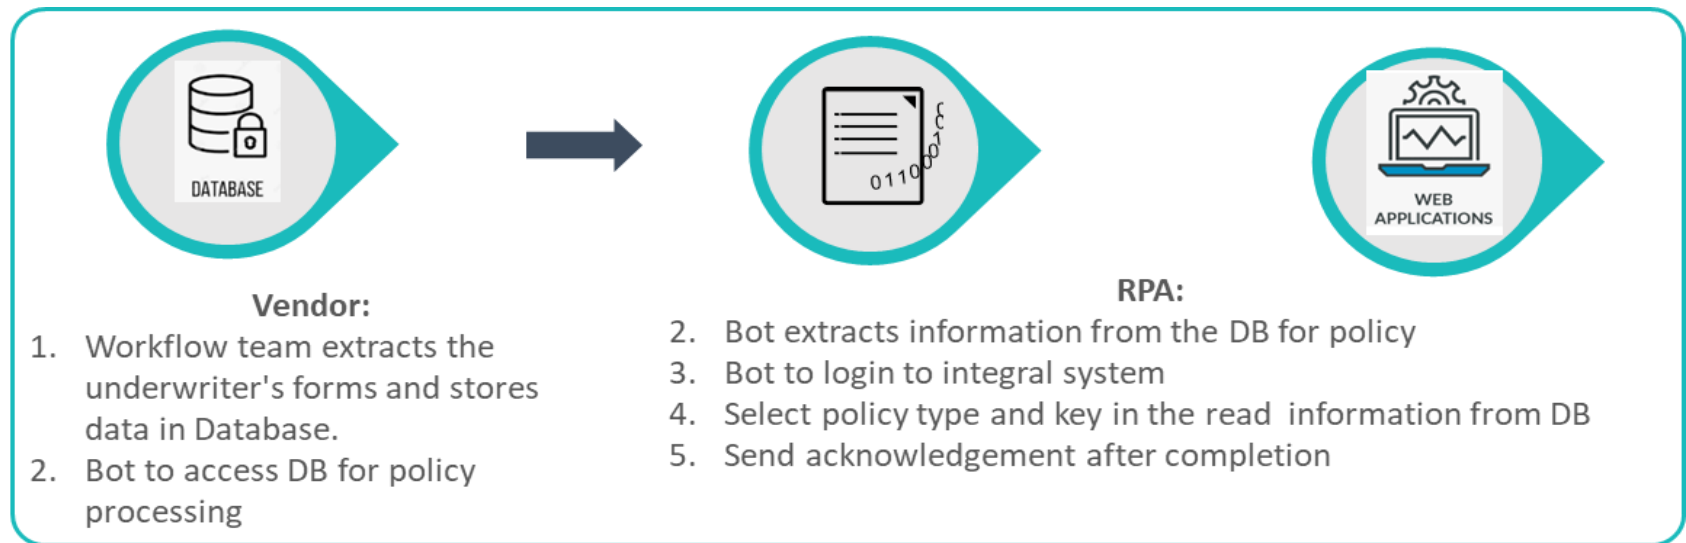 DATABASE
0110000100
WEB
APPLICATIONS
Vendor:
1. Workflow team extracts the
underwriter's forms and stores
data in Database.
2. Bot to access DB for policy
processing
RPA:
2. Bot extracts information from the DB for policy
3. Bot to login to integral system
4. Select policy type and key in the read  information from DB
5. Send acknowledgement after completion